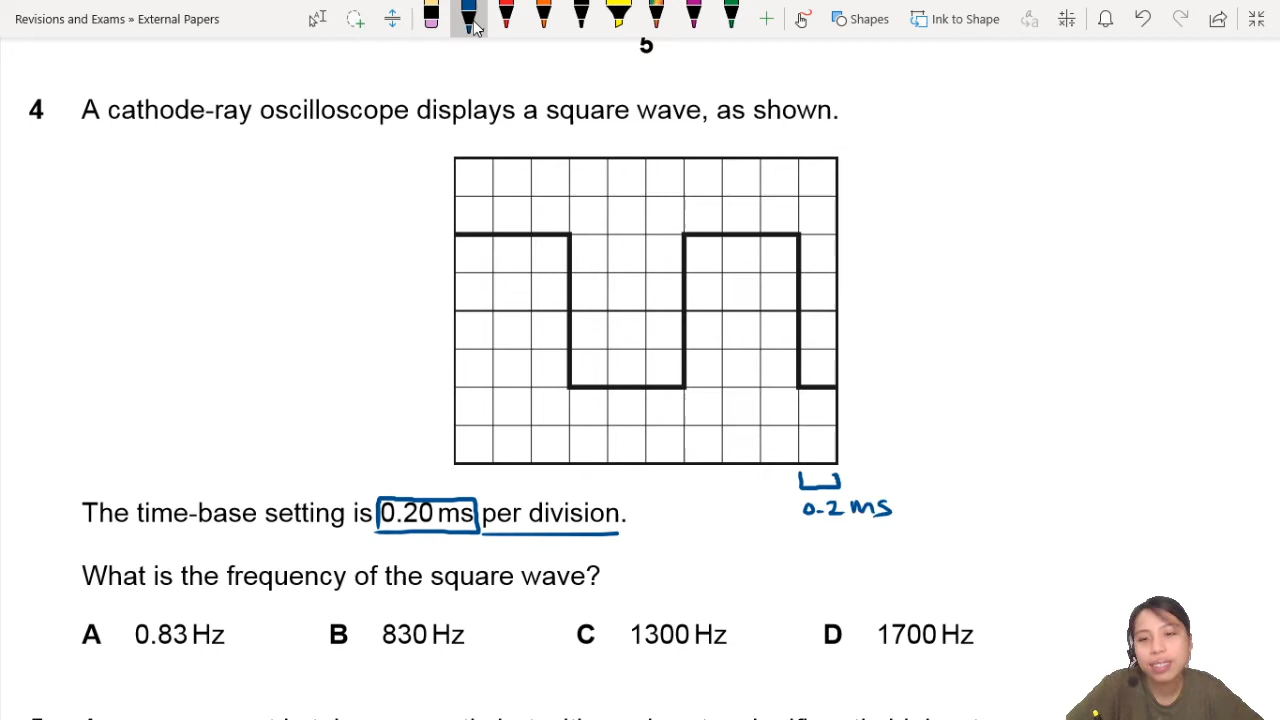 Revisions and Exams » External Papers
Shapes
Ink to Shape
5
4 A cathode-ray oscilloscope displays a square wave, as shown.
0.2 ms
The time-base setting is 0.20 ms per division.
What is the frequency of the square wave?
A 0.83 Hz B 830 Hz C 1300 Hz D 1700 Hz